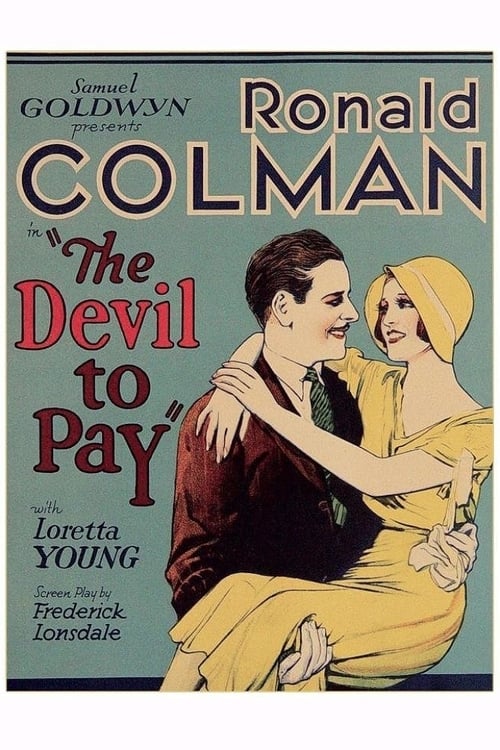 Samuel
GOLDWYN
presents
Ronald
COLMAN
in "The
Devil
to
Pay"
with
Loretta
YOUNG
Screen Play by
Frederick
Lonsdale